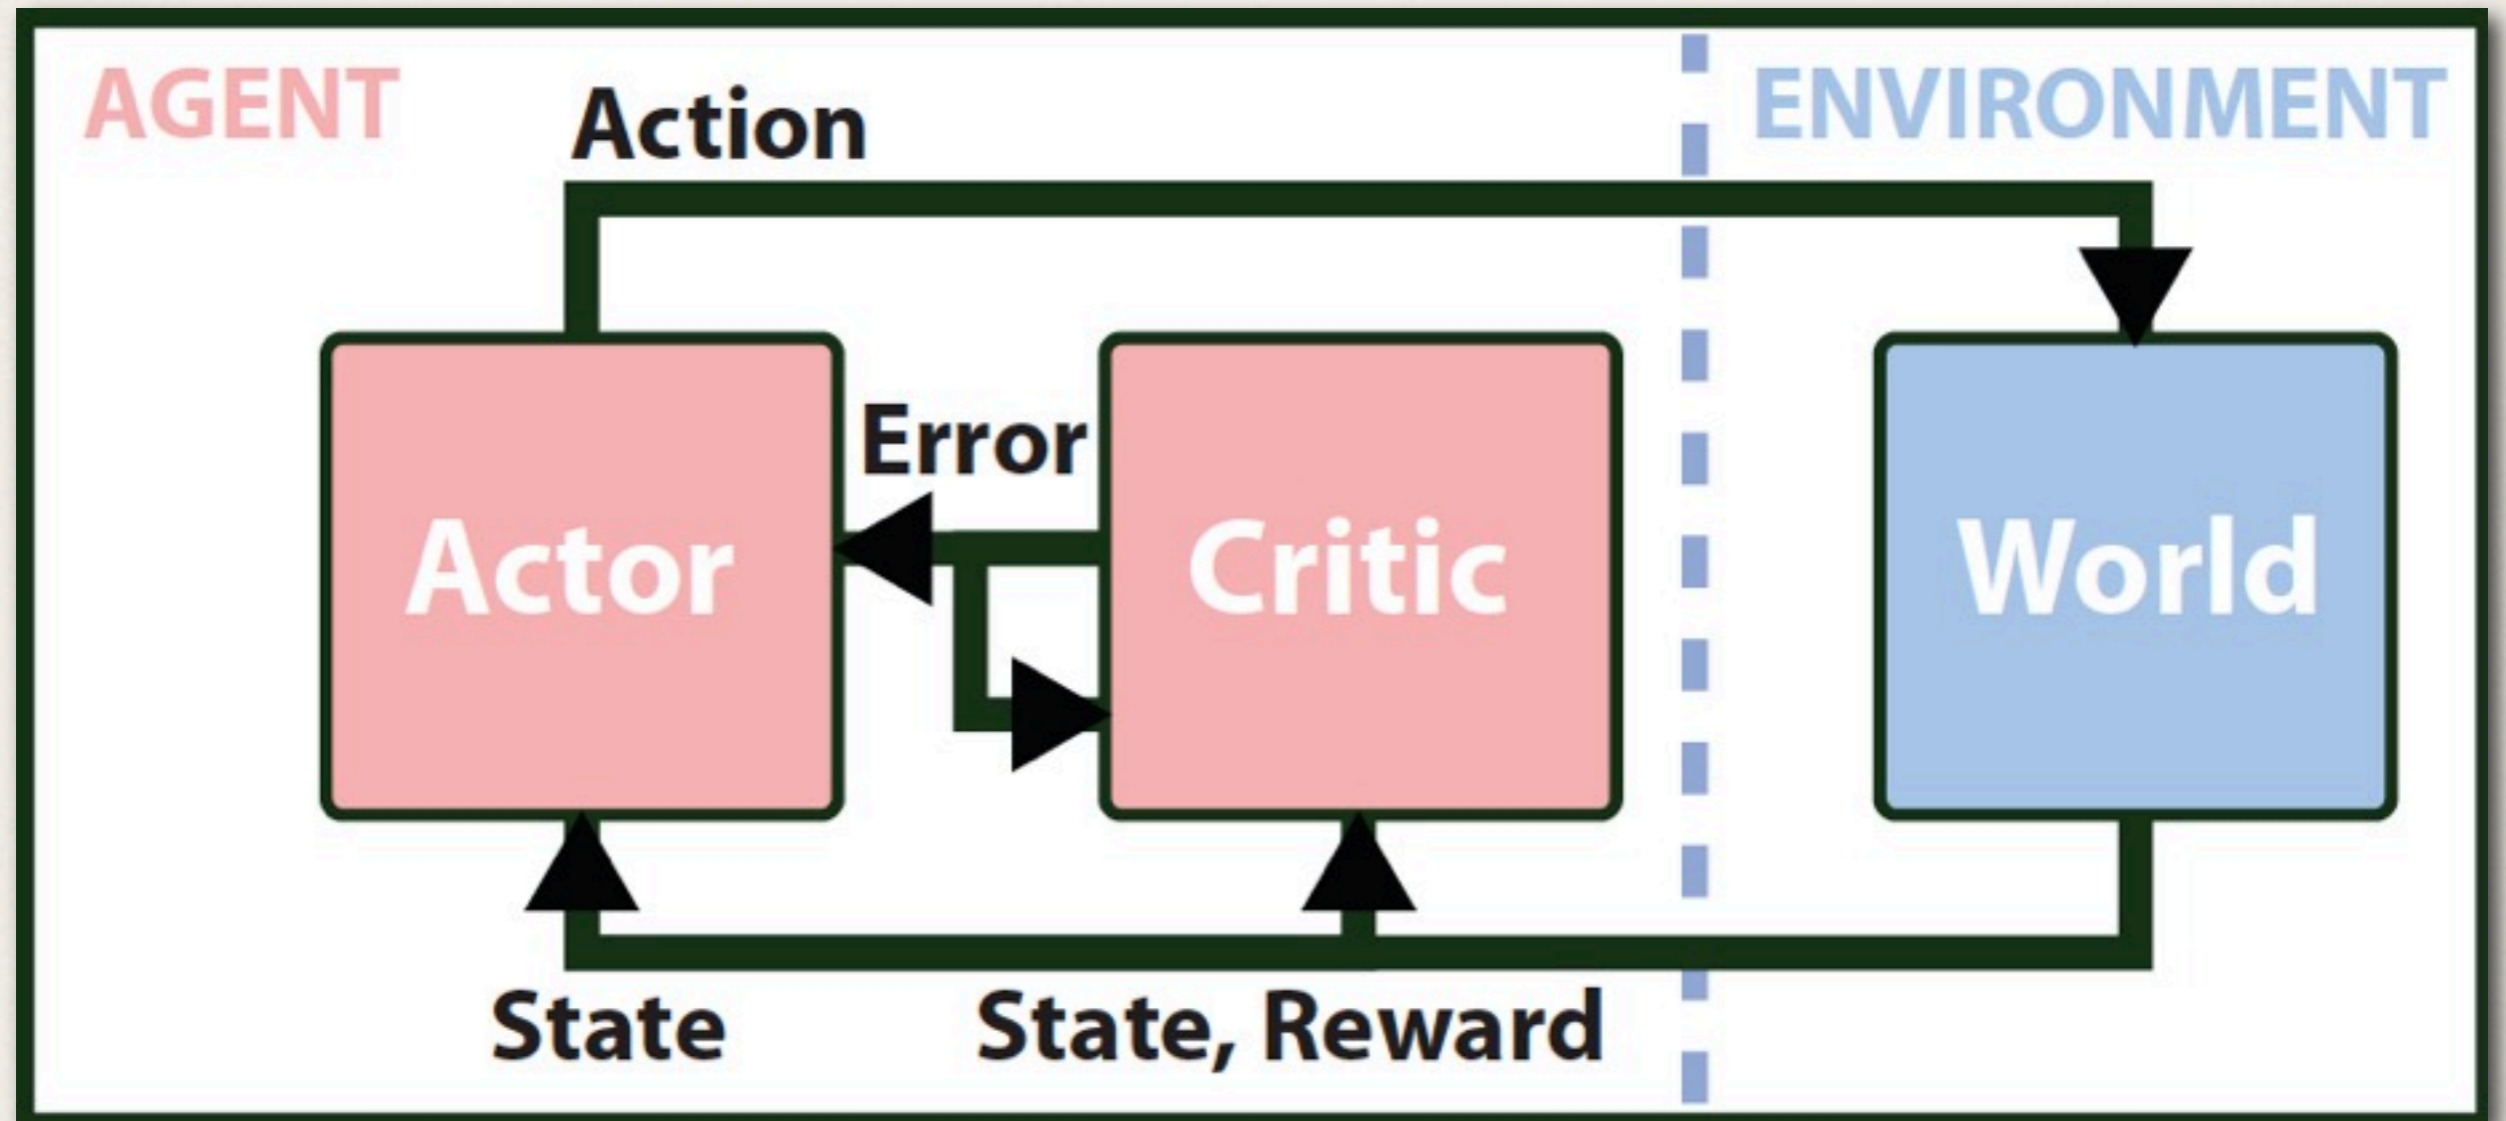 AGENT
ENVIRONMENT
Action
Error
Actor
Critic
World
State
State, Reward